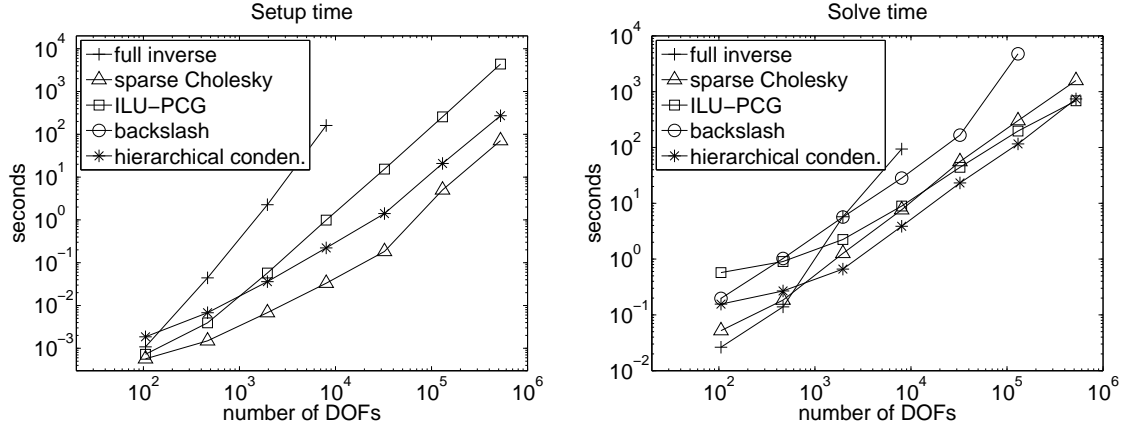 Setup time
10^4
10^3
10^2
10^1
10^0
10^−1
10^−2
10^−3
seconds
full inverse
sparse Cholesky
ILU−PCG
backslash
hierarchical conden.
10^2
10^3
10^4
10^5
10^6
number of DOFs
Solve time
10^4
10^3
10^2
10^1
10^0
10^−1
10^−2
seconds
full inverse
sparse Cholesky
ILU−PCG
backslash
hierarchical conden.
10^2
10^3
10^4
10^5
10^6
number of DOFs